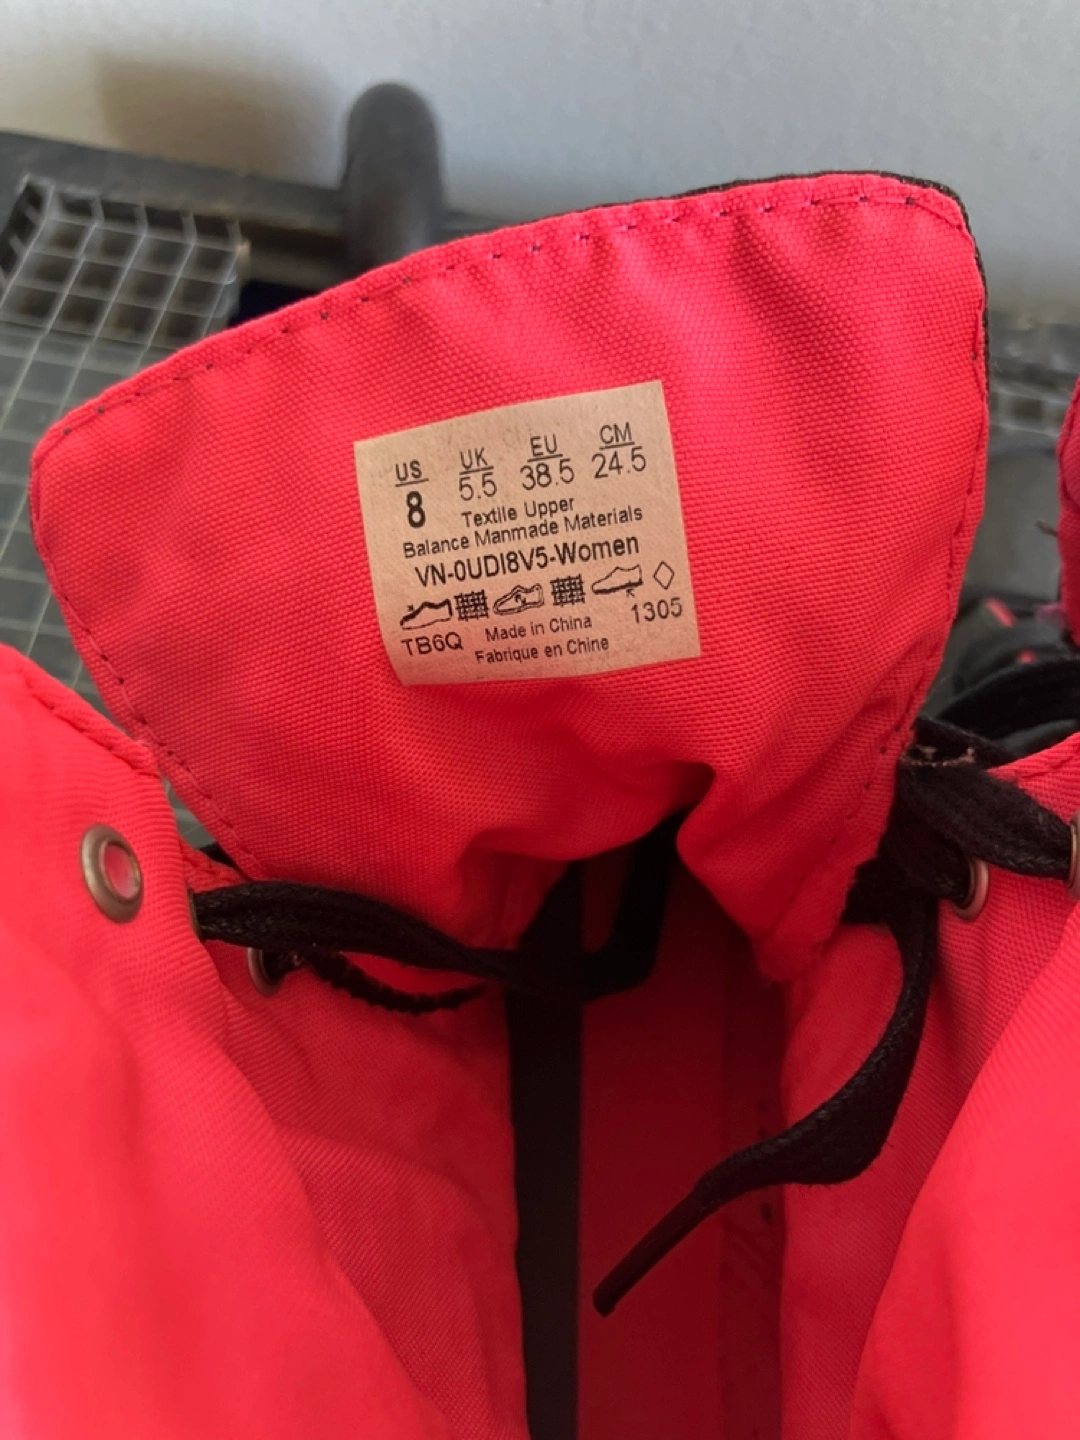 US UK EU CM
8 5.5 38.5 24.5
Textile Upper
Balance Manmade Materials
VN-0UDI8V5-Women
TB6Q Made in China 1305
Fabrique en Chine